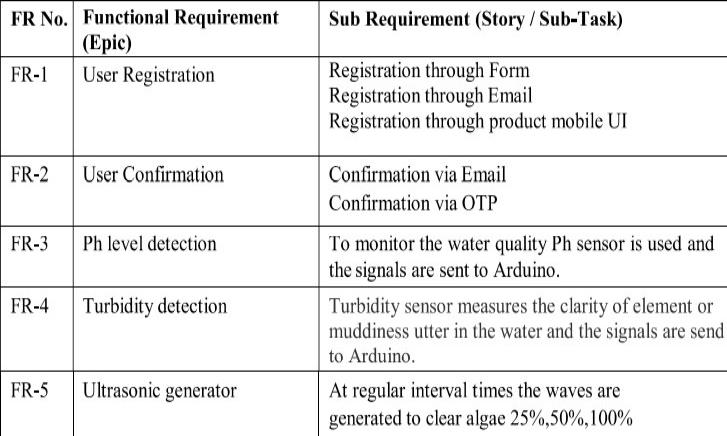 FR No. Functional Requirement (Epic) Sub Requirement (Story / Sub-Task)
FR-1 User Registration Registration through Form
Registration through Email
Registration through product mobile UI
FR-2 User Confirmation Confirmation via Email
Confirmation via OTP
FR-3 Ph level detection To monitor the water quality Ph sensor is used and
the signals are sent to Arduino.
FR-4 Turbidity detection Turbidity sensor measures the clarity of element or
muddiness utter in the water and the signals are send
to Arduino.
FR-5 Ultrasonic generator At regular interval times the waves are
generated to clear algae 25%,50%,100%